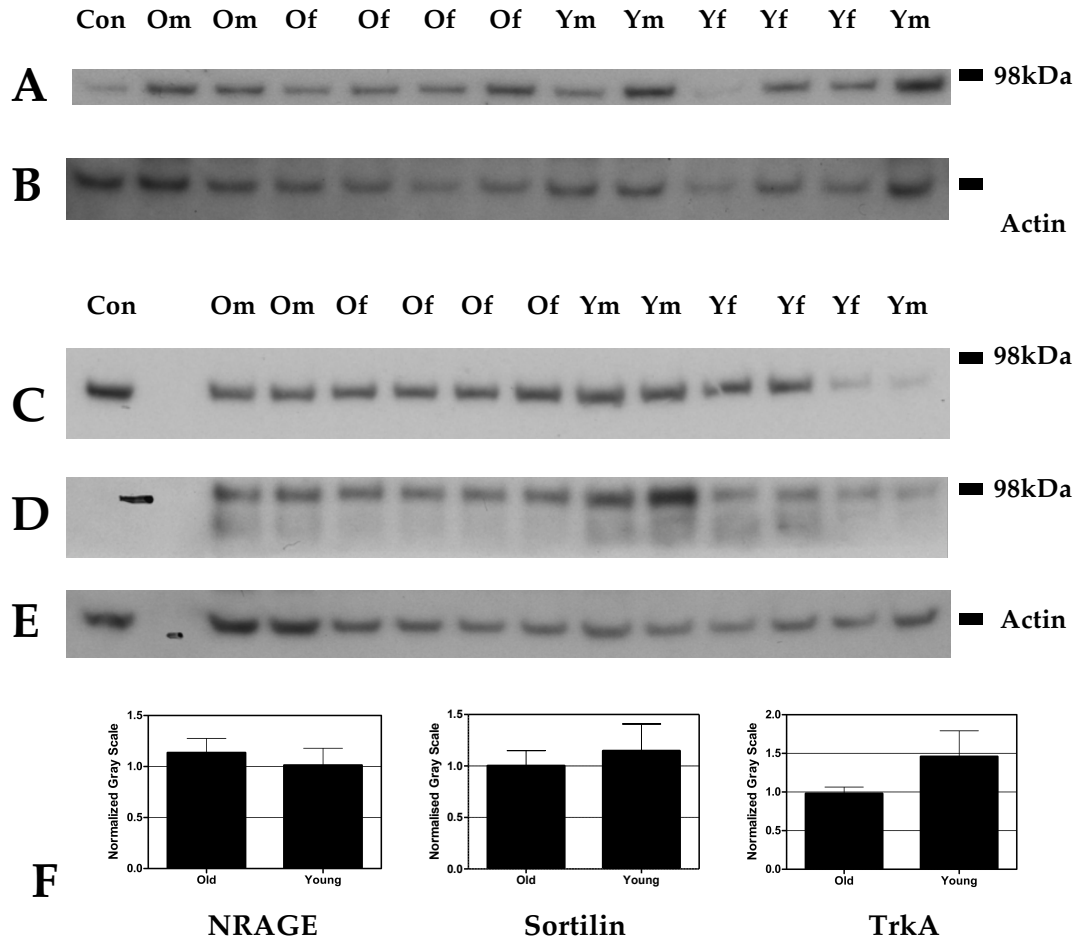 Con Om Om Of Of Of Of Ym Ym Yf Yf Yf Ym
A 98kDa
B
Actin
Con Om Om Of Of Of Of Ym Ym Yf Yf Yf Ym
98kDa
C
D 98kDa
E Actin
F
Normalized Gray Scale
1.5
1.0
0.5
0.0
Old Young
NRAGE
Normalised Gray Scale
1.5
1.0
0.5
0.0
Old Young
Sortilin
Normalized Gray Scale
2.0
1.5
1.0
0.5
0.0
Old Young
TrkA